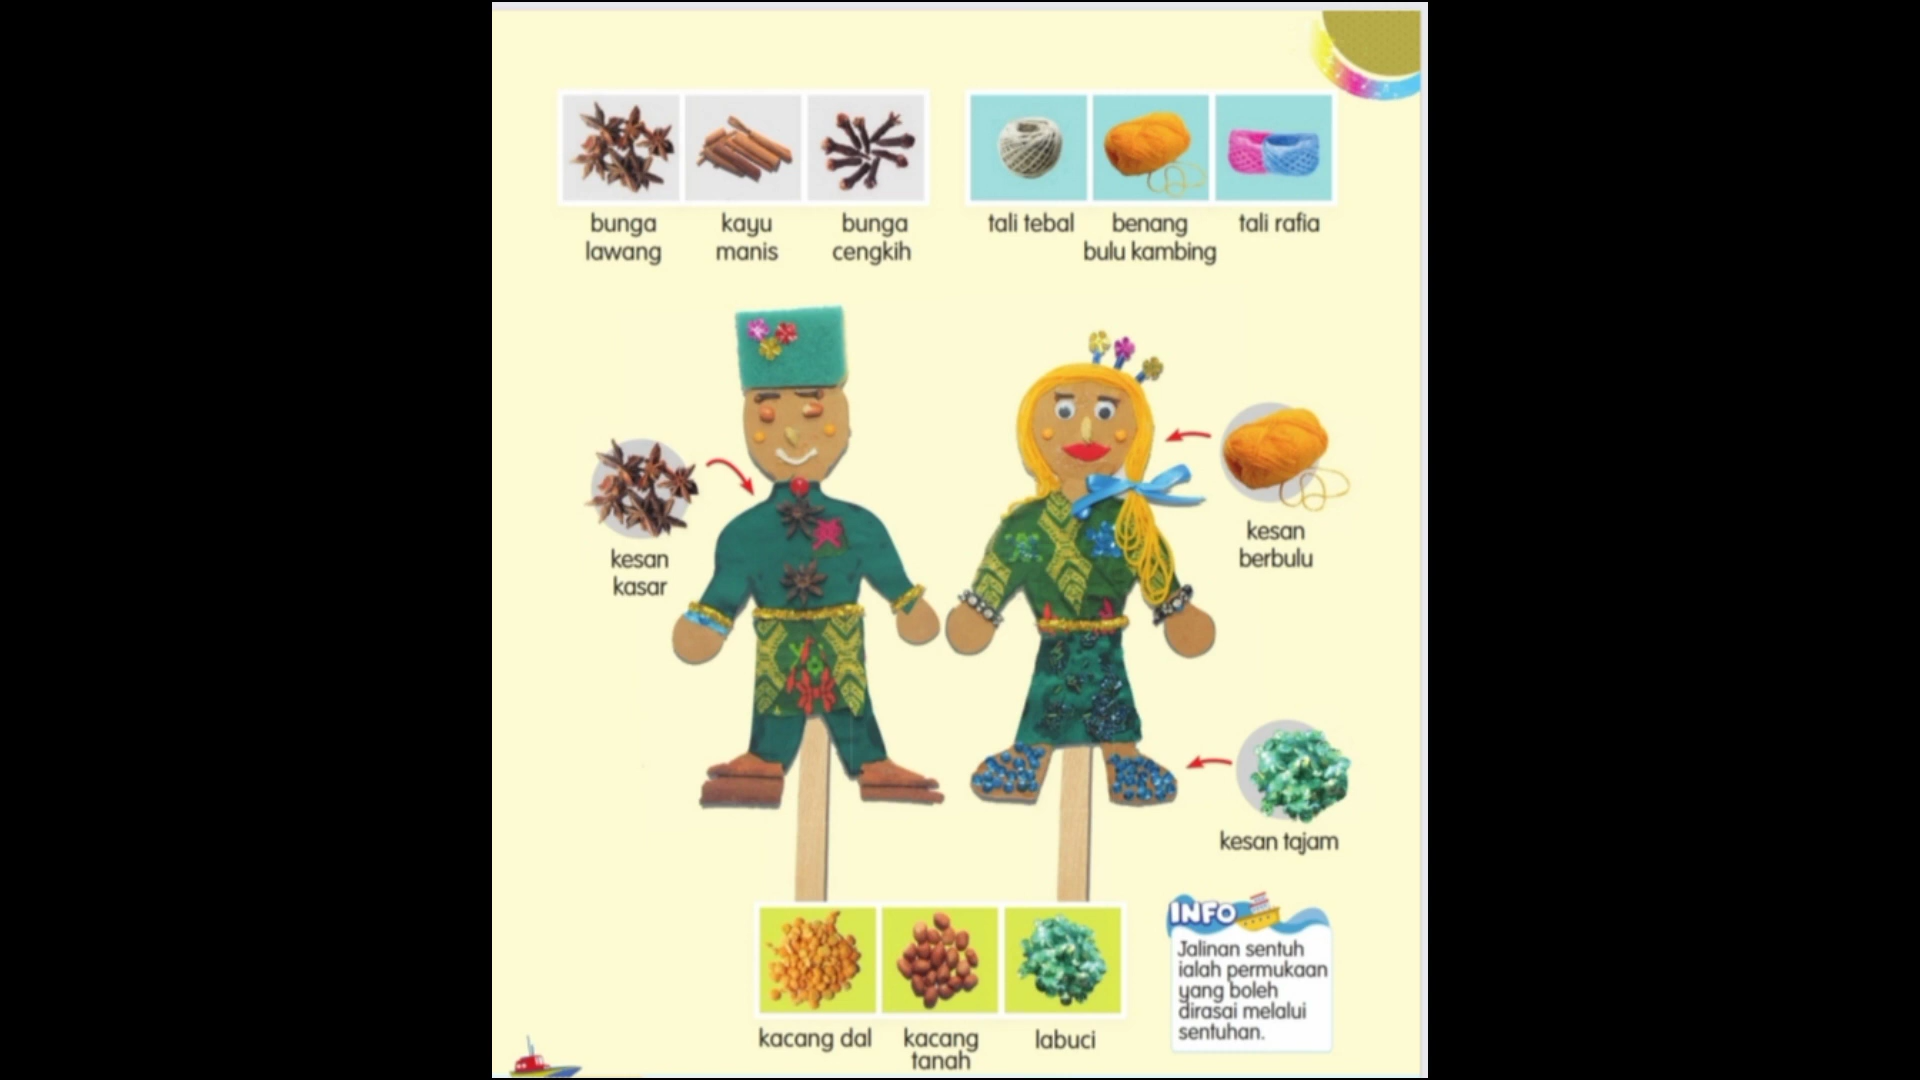 bunga
lawang
kayu
manis
bunga
cengkih
tali tebal
benang
bulu kambing
tali rafia
kesan
kasar
kesan
berbulu
kesan tajam
kacang dal
kacang
tanah
labuci
INFO
Jalinan sentuh
ialah permukaan
yang boleh
dirasai melalui
sentuhan.